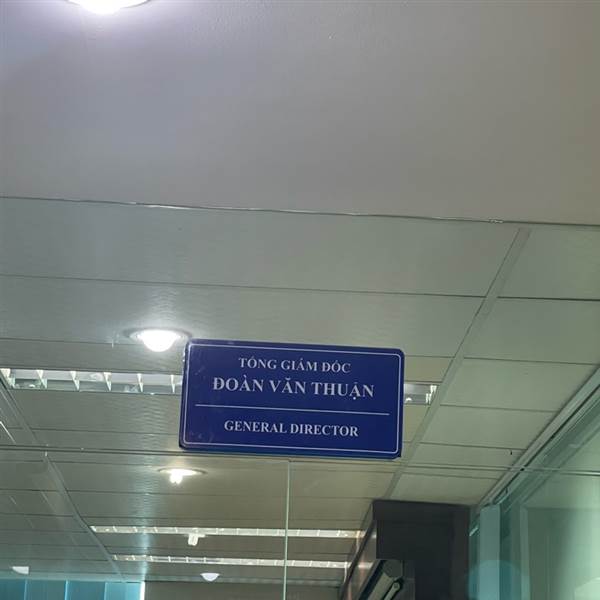 TỔNG GIÁM ĐỐC
ĐOÀN VĂN THUẬN
GENERAL DIRECTOR